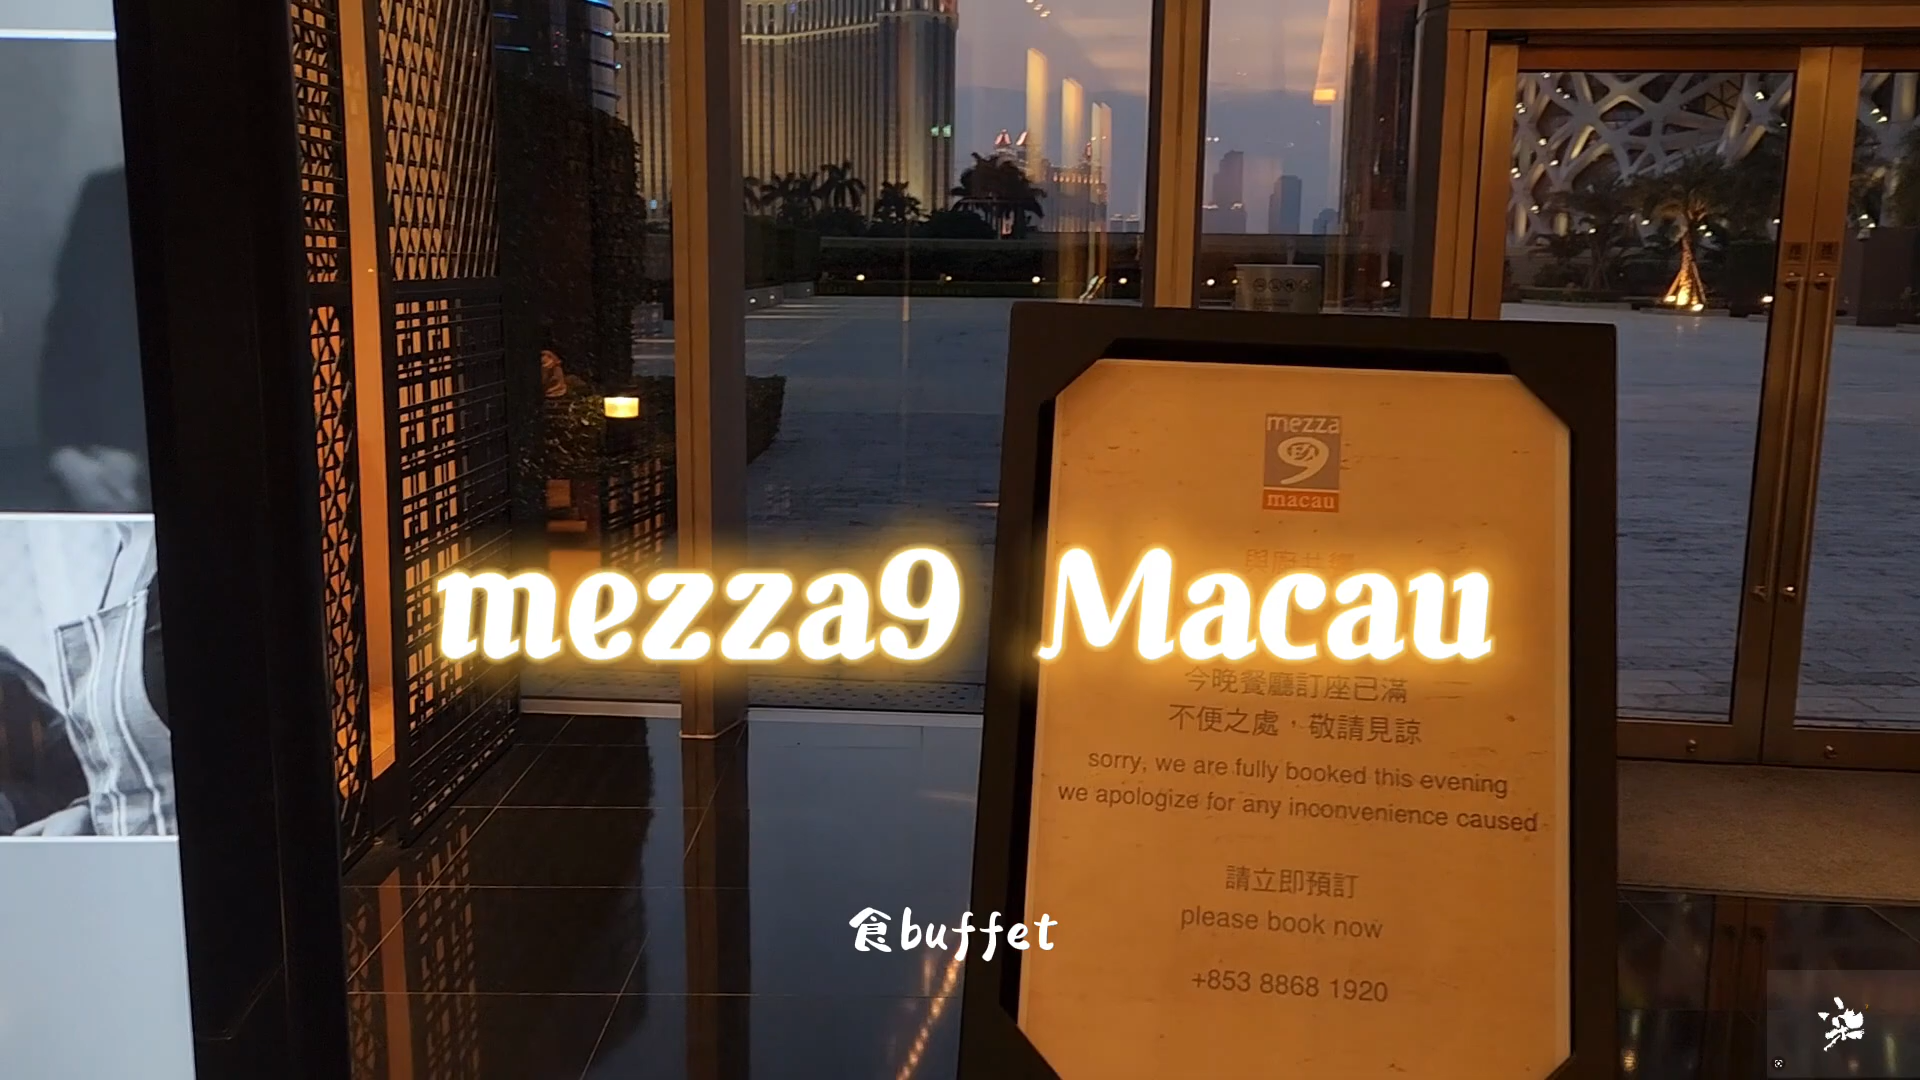 mezza
9
macau
mezza9 Macau
今晚餐廳訂座已滿
不便之處，敬請見諒
sorry, we are fully booked this evening
we apologize for any inconvenience caused
請立即預訂
please book now
食buffet
+853 8868 1920